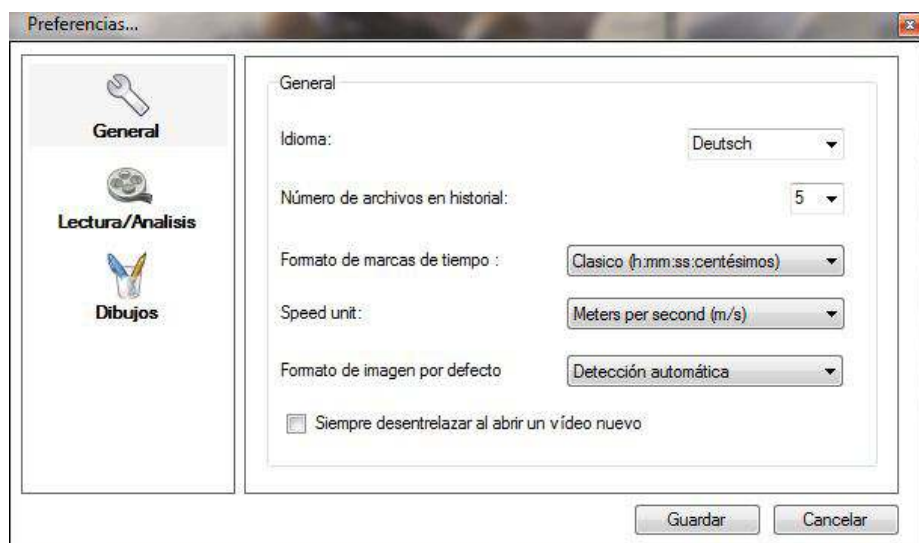 Preferencias...
General
Lectura/Analisis
Dibujos
General
Idioma: Deutsch
Número de archivos en historial: 5
Formato de marcas de tiempo : Clasico (h:mm:ss:centésimos)
Speed unit: Meters per second (m/s)
Formato de imagen por defecto Detección automática
Siempre desentrelazar al abrir un vídeo nuevo
Guardar Cancelar